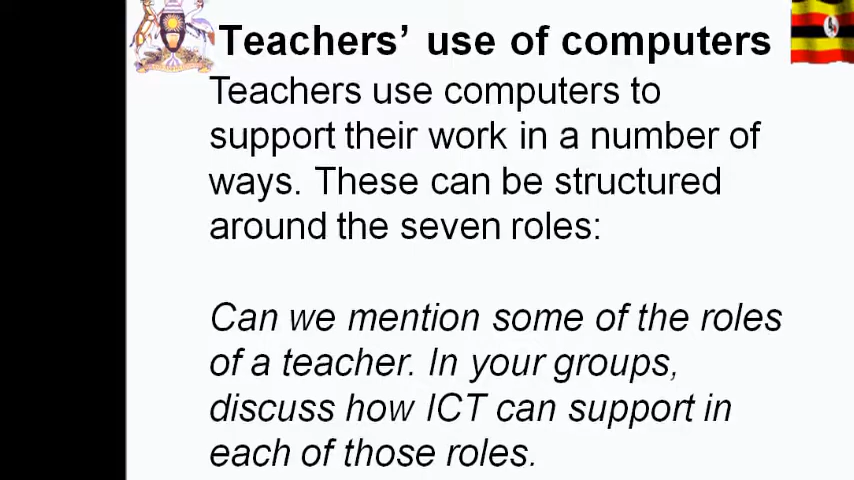 Teachers’ use of computers
Teachers use computers to
support their work in a number of
ways. These can be structured
around the seven roles:
Can we mention some of the roles
of a teacher. In your groups,
discuss how ICT can support in
each of those roles.